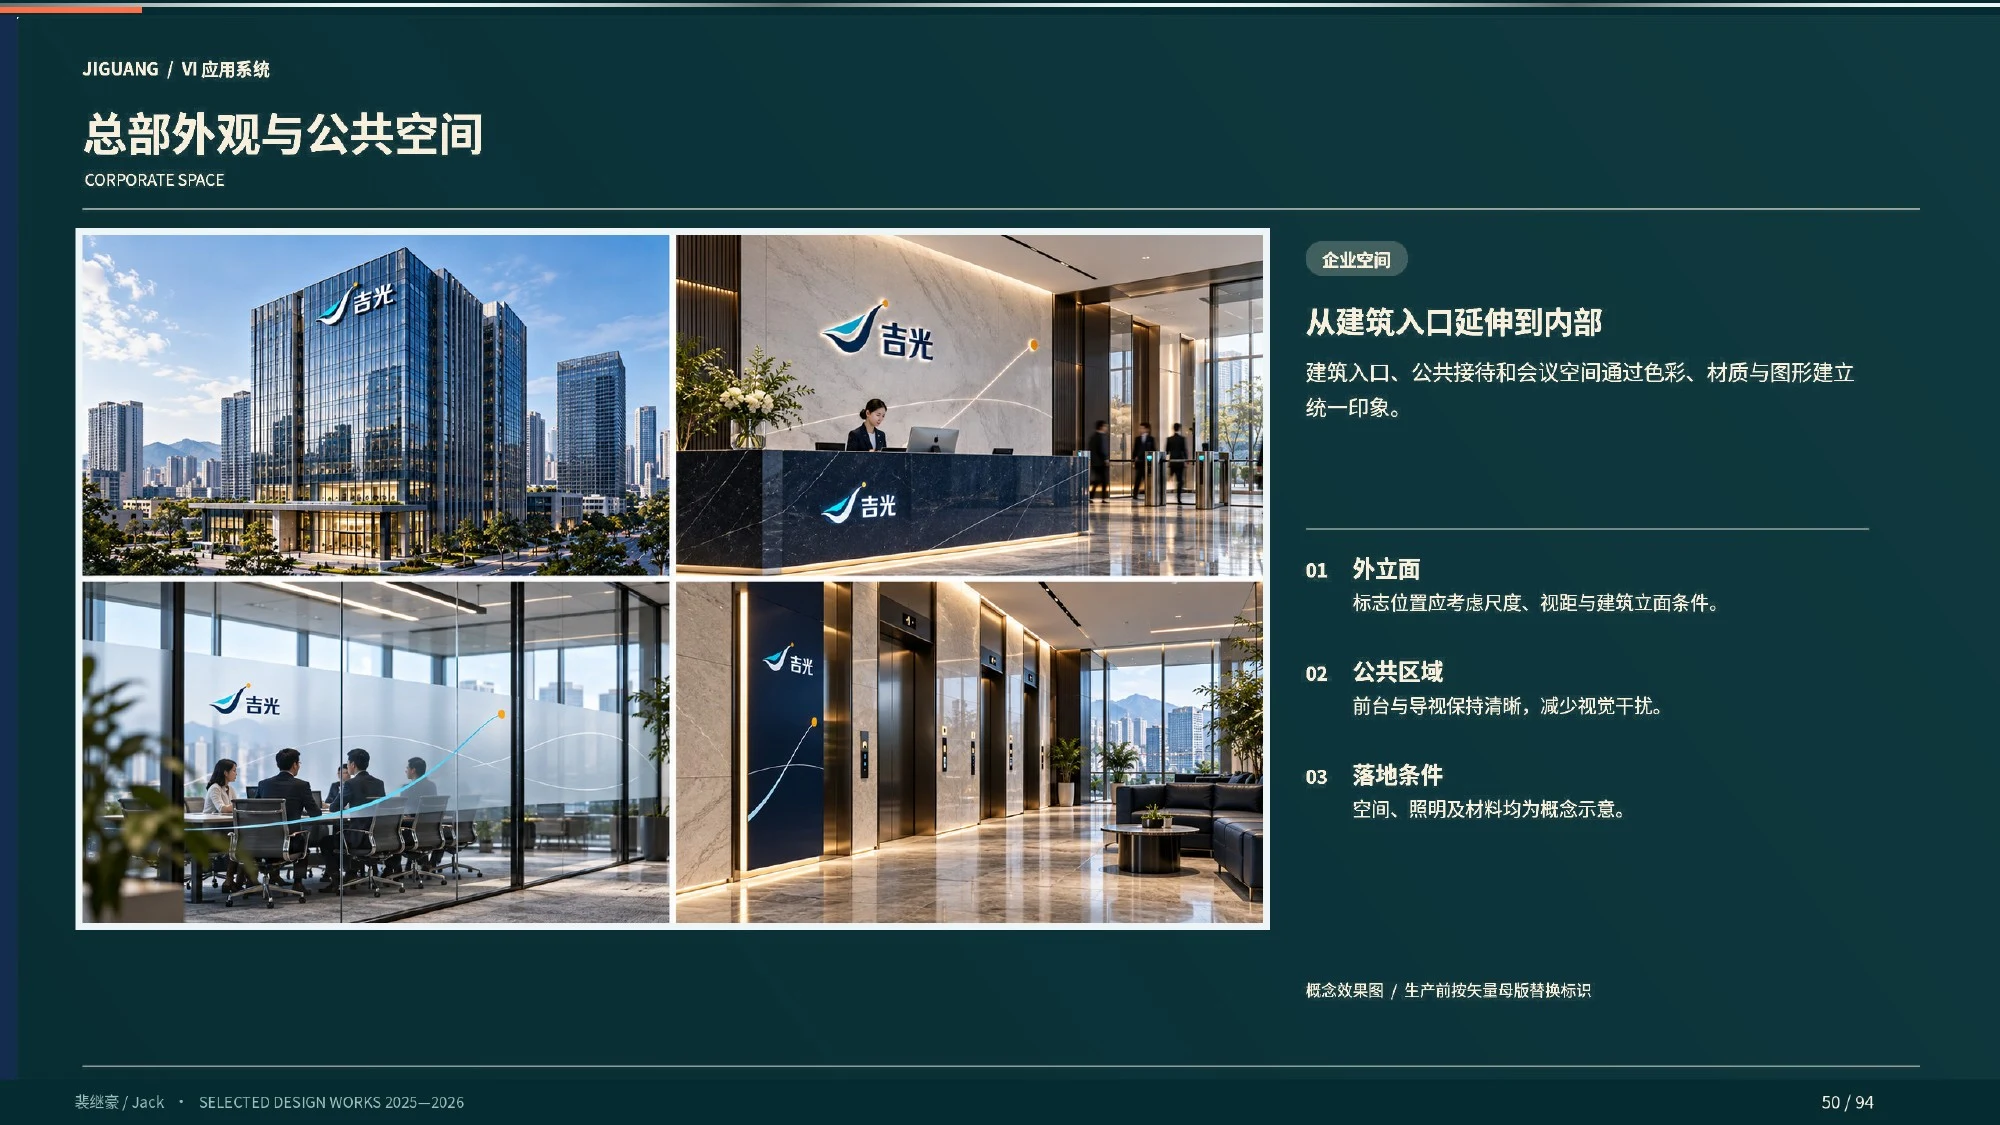 JIGUANG / VI 应用系统
总部外观与公共空间
CORPORATE SPACE
吉光
吉光
吉光
吉光
吉光
企业空间
从建筑入口延伸到内部
建筑入口、公共接待和会议空间通过色彩、材质与图形建立
统一印象。
01 外立面
标志位置应考虑尺度、视距与建筑立面条件。
02 公共区域
前台与导视保持清晰，减少视觉干扰。
03 落地条件
空间、照明及材料均为概念示意。
概念效果图 / 生产前按矢量母版替换标识
裴继豪 / Jack · SELECTED DESIGN WORKS 2025—2026
50 / 94